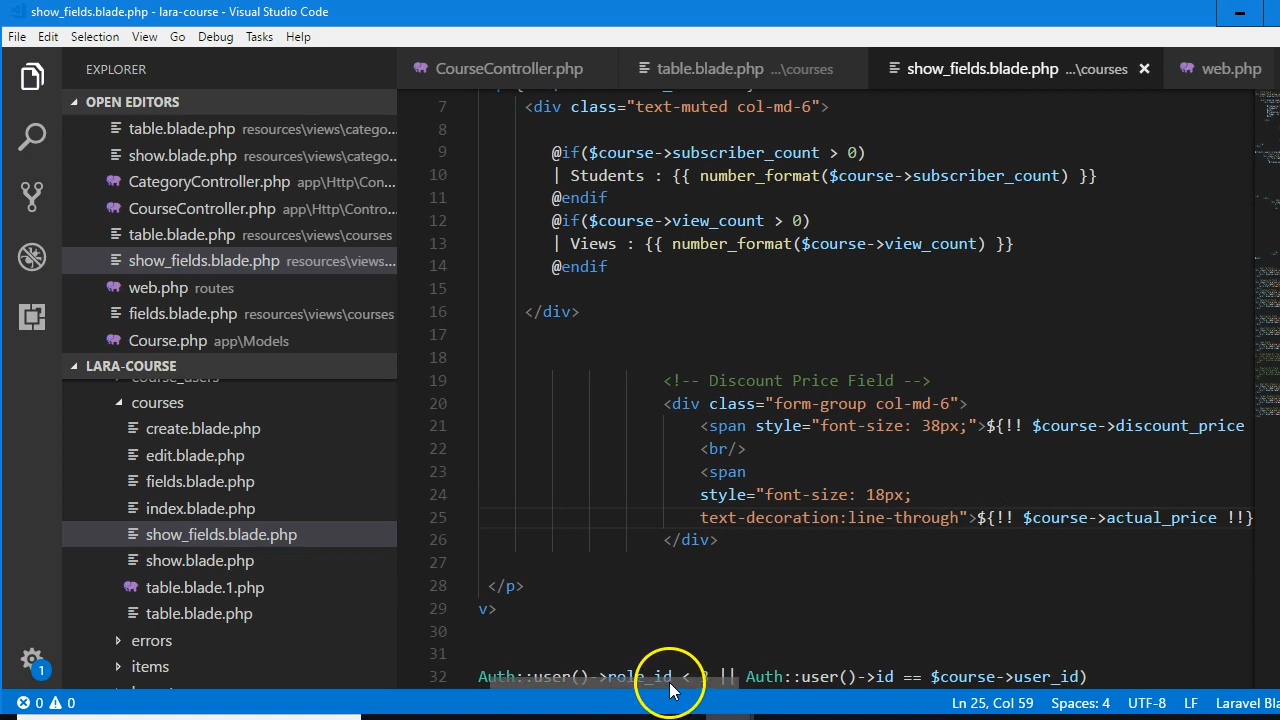 show_fields.blade.php - lara-course - Visual Studio Code
File Edit Selection View Go Debug Tasks Help
EXPLORER
CourseController.php
table.blade.php ...\courses
show_fields.blade.php ...\courses
web.php
OPEN EDITORS
table.blade.php resources\views\catego...
show.blade.php resources\views\catego...
CategoryController.php app\Http\Con...
CourseController.php app\Http\Contro...
table.blade.php resources\views\courses
show_fields.blade.php resources\views...
web.php routes
fields.blade.php resources\views\courses
Course.php app\Models
LARA-COURSE
course_users
courses
create.blade.php
edit.blade.php
fields.blade.php
index.blade.php
show_fields.blade.php
show.blade.php
table.blade.1.php
table.blade.php
errors
items
7 <div class="text-muted col-md-6">
8
9 @if($course->subscriber_count > 0)
10 | Students : {{ number_format($course->subscriber_count) }}
11 @endif
12 @if($course->view_count > 0)
13 | Views : {{ number_format($course->view_count) }}
14 @endif
15
16 </div>
17
18
19 <!-- Discount Price Field -->
20 <div class="form-group col-md-6">
21 <span style="font-size: 38px;">${!! $course->discount_price
22 <br/>
23 <span
24 style="font-size: 18px;
25 text-decoration:line-through">${!! $course->actual_price !!}
26 </div>
27
28 </p>
29 v>
30
31
32 Auth::user()->role_id < || Auth::user()->id == $course->user_id)
1
0 0
Ln 25, Col 59 Spaces: 4 UTF-8 LF Laravel Bla